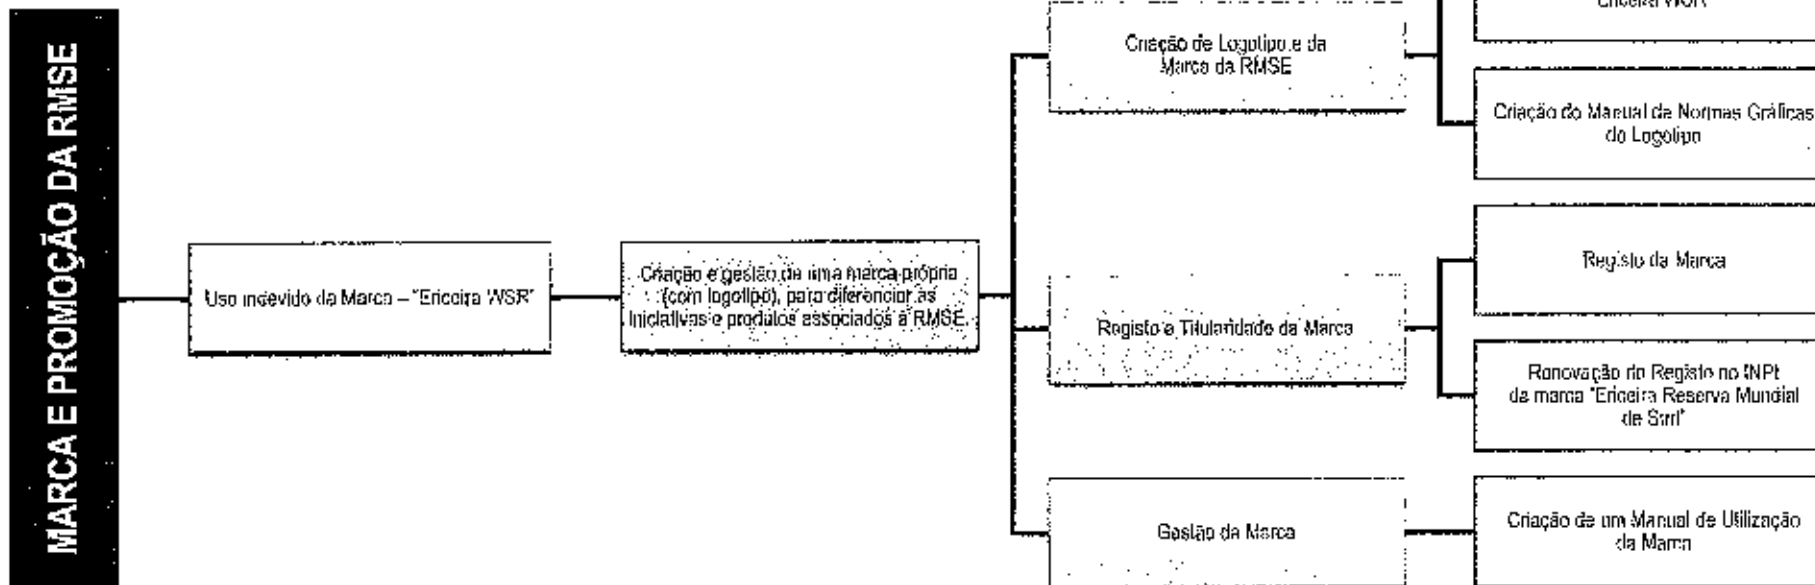 MARCA E PROMOÇÃO DA RMSE
Uso indevido da Marca – "Ericeira WSR"
Criação e gestão de uma marca própria
(com logotipo), para diferenciar as
iniciativas e produtos associados à RMSE
Criação de Logotipo e da
Marca da RMSE
Ericeira WSR
Criação do Manual de Normas Gráficas
do Logotipo
Registo e Titularidade da Marca
Registo da Marca
Renovação do Registo no INPI
da marca "Ericeira Reserva Mundial
de Surf"
Gestão da Marca
Criação de um Manual de Utilização
da Marca